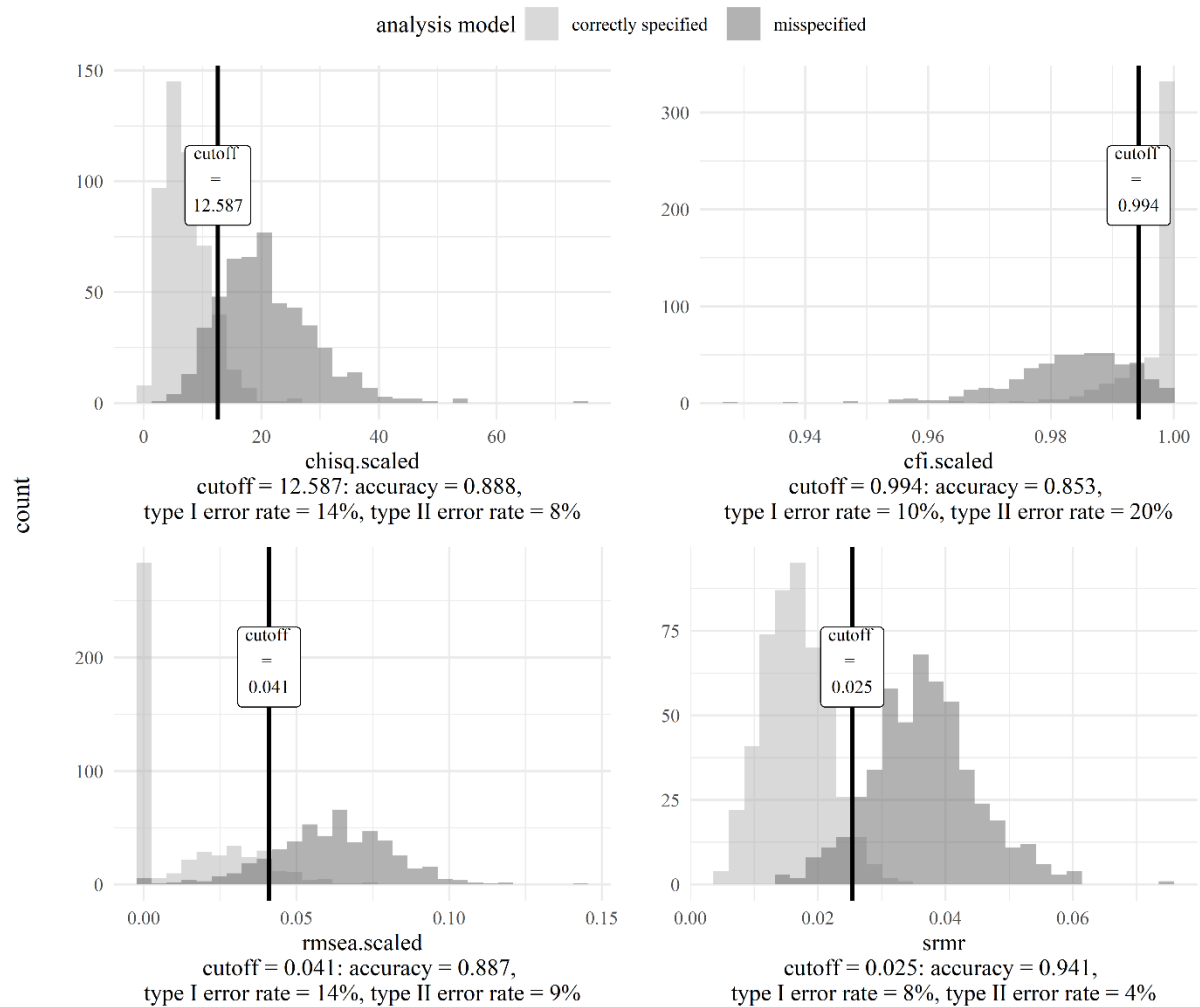 analysis model correctly specified misspecified
count
150
100
50
0
cutoff
=
12.587
0 20 40 60
chisq.scaled
cutoff = 12.587: accuracy = 0.888,
type I error rate = 14%, type II error rate = 8%
300
200
100
0
cutoff
=
0.994
0.94 0.96 0.98 1.00
cfi.scaled
cutoff = 0.994: accuracy = 0.853,
type I error rate = 10%, type II error rate = 20%
200
100
0
cutoff
=
0.041
0.00 0.05 0.10 0.15
rmsea.scaled
cutoff = 0.041: accuracy = 0.887,
type I error rate = 14%, type II error rate = 9%
75
50
25
0
cutoff
=
0.025
0.00 0.02 0.04 0.06
srmr
cutoff = 0.025: accuracy = 0.941,
type I error rate = 8%, type II error rate = 4%